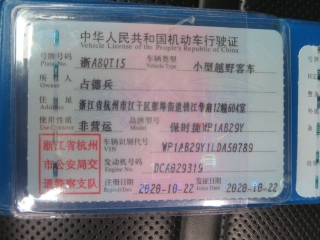 中华人民共和国机动车行驶证
Vehicle License of the People's Republic of China
号牌号码 浙A8QT15 车辆类型 小型越野客车
Plate No. Vehicle Type
所有人 占德兵
Owner
住址 浙江省杭州市江干区彭埠街道锦江华府12幢604室
Address
使用性质 非营运 品牌型号 保时捷WP1AB29Y
Use Character Model
浙江省杭州市公安局交通警察支队
车辆识别代号 WP1AB29Y1LDA50789
VIN
发动机号码 DCA029319
Engine No.
注册日期 2020-10-22 发证日期 2020-10-22
Register Date Issue Date